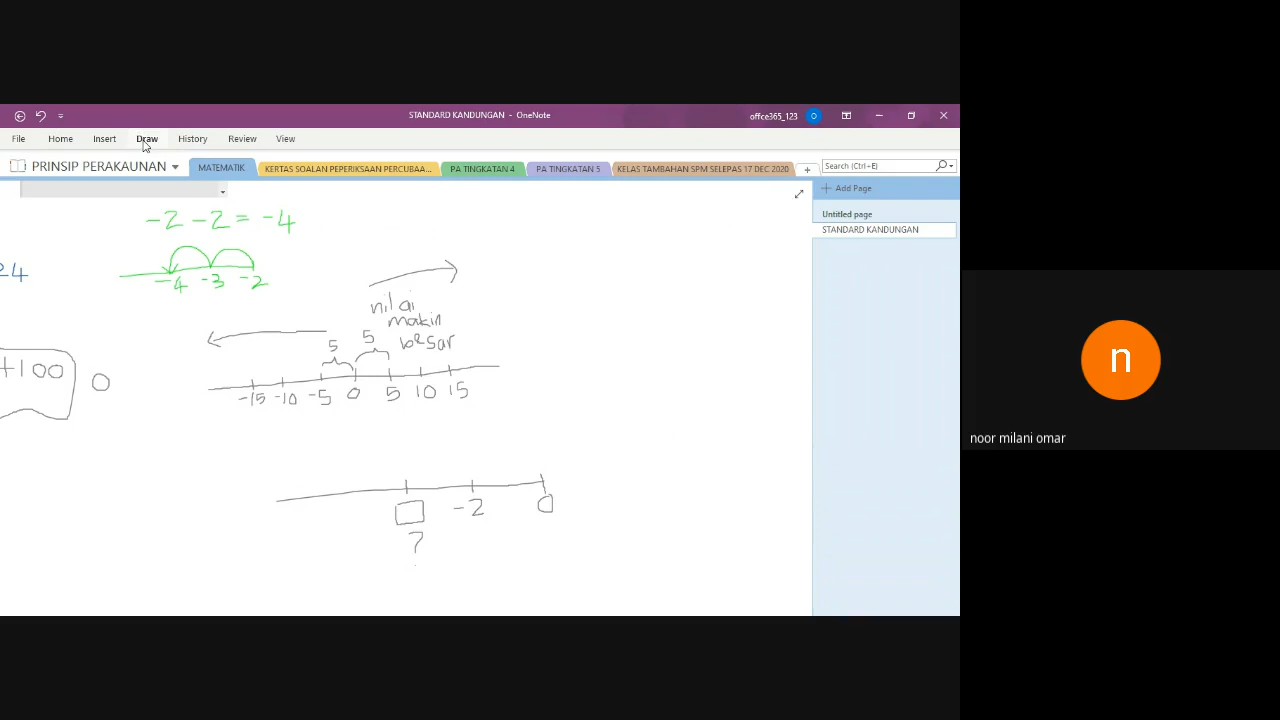 STANDARD KANDUNGAN - OneNote
offce365_123
File Home Insert Draw History Review View
PRINSIP PERAKAUNAN
MATEMATIK
KERTAS SOALAN PEPERIKSAAN PERCUBAA...
PA TINGKATAN 4
PA TINGKATAN 5
KELAS TAMBAHAN SPM SELEPAS 17 DEC 2020
Search (Ctrl+E)
Add Page
Untitled page
STANDARD KANDUNGAN
-2 -2 = -4
24
-4 -3 -2
nilai
makin
besar
5 5
+100
0
-15 -10 -5 0 5 10 15
-2 0
?
n
noor milani omar